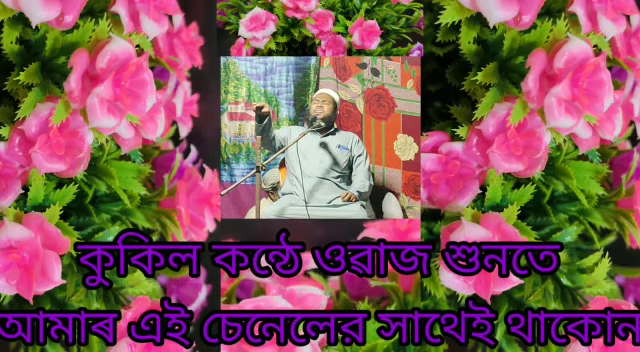 কুকিল কন্ঠে ওৱাজ শুনতে
আমাৰ এই চেনেলের সাথেই থাকোন